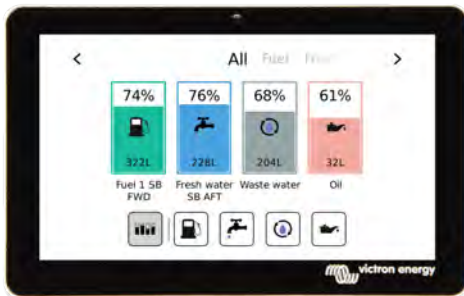 < All Fuel >
74% 76% 68% 61%
322L 228L 204L 32L
Fuel 1 SB Fresh water Waste water Oil
FWD SB AFT
victron energy